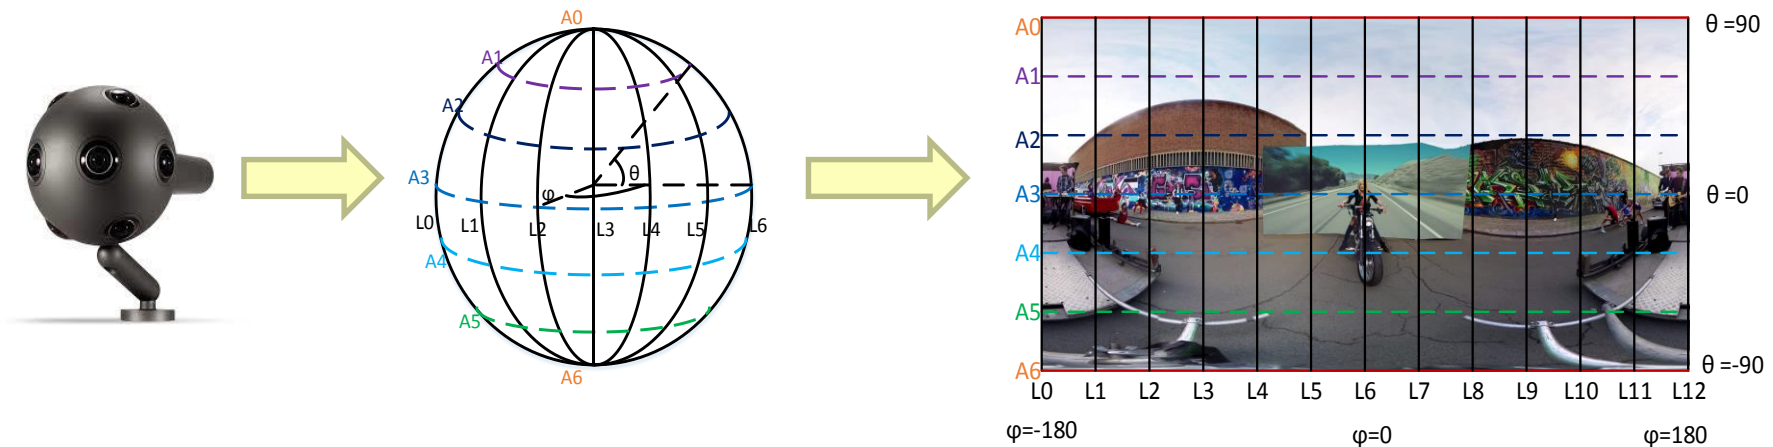 A0
A1
A2
A3
L0
L1
L2
L3
L4
L5
L6
φ
θ
A4
A5
A6
A0
A1
A2
A3
A4
A5
A6
θ =90
θ =0
θ =-90
L0 L1 L2 L3 L4 L5 L6 L7 L8 L9 L10 L11 L12
φ=-180 φ=0 φ=180